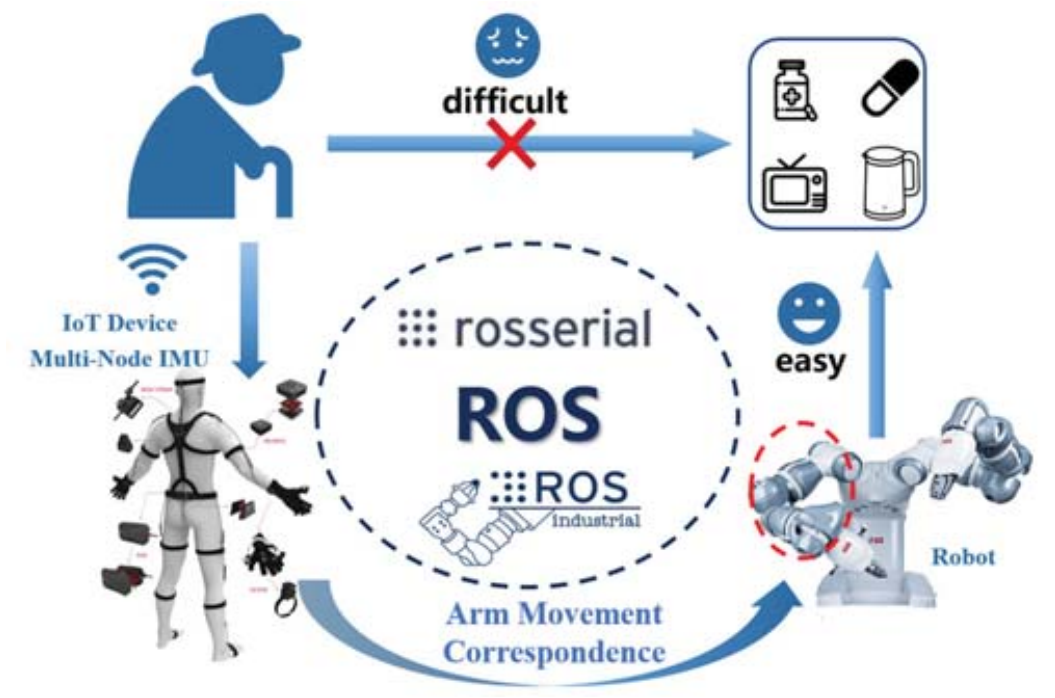 difficult
IoT Device
Multi-Node IMU
rosserial
ROS
ROS
industrial
easy
Robot
Arm Movement
Correspondence